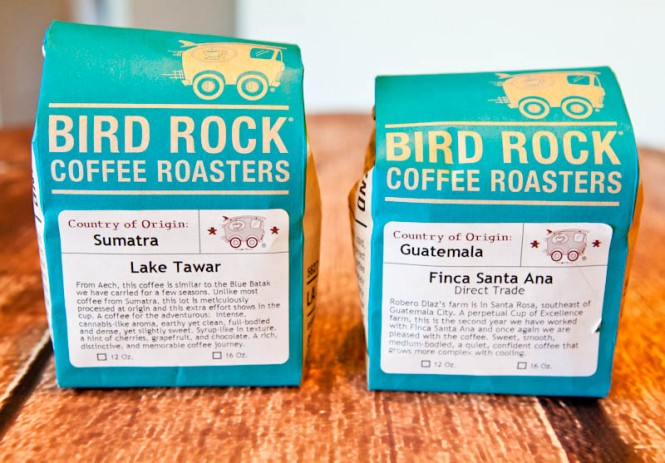 BIRD ROCK
COFFEE ROASTERS
Country of Origin:
Sumatra
Lake Tawar
From Aech, this coffee is similar to the Blue Batak
we have carried for a few seasons. Unlike most
coffee from Sumatra, this lot is meticulously
processed at origin and this extra effort shows in the
cup. A coffee for the adventurous: Intense,
cannabis-like aroma, earthy yet clean, full-bodied
and dense, yet slightly sweet. Syrup-like in texture,
a hint of cherries, grapefruit, and chocolate. A rich,
distinctive, and memorable coffee journey.
12 Oz.
16 Oz.
BIRD ROCK
COFFEE ROASTERS
Country of Origin:
Guatemala
Finca Santa Ana
Direct Trade
Robero Diaz's farm is in Santa Rosa, southeast of
Guatemala City. A perpetual Cup of Excellence
farm, this is the second year we have worked
with Finca Santa Ana and once again we are
pleased with the coffee. Sweet, smooth,
medium-bodied, a quiet, confident coffee that
grows more complex with cooling.
12 Oz.
16 Oz.